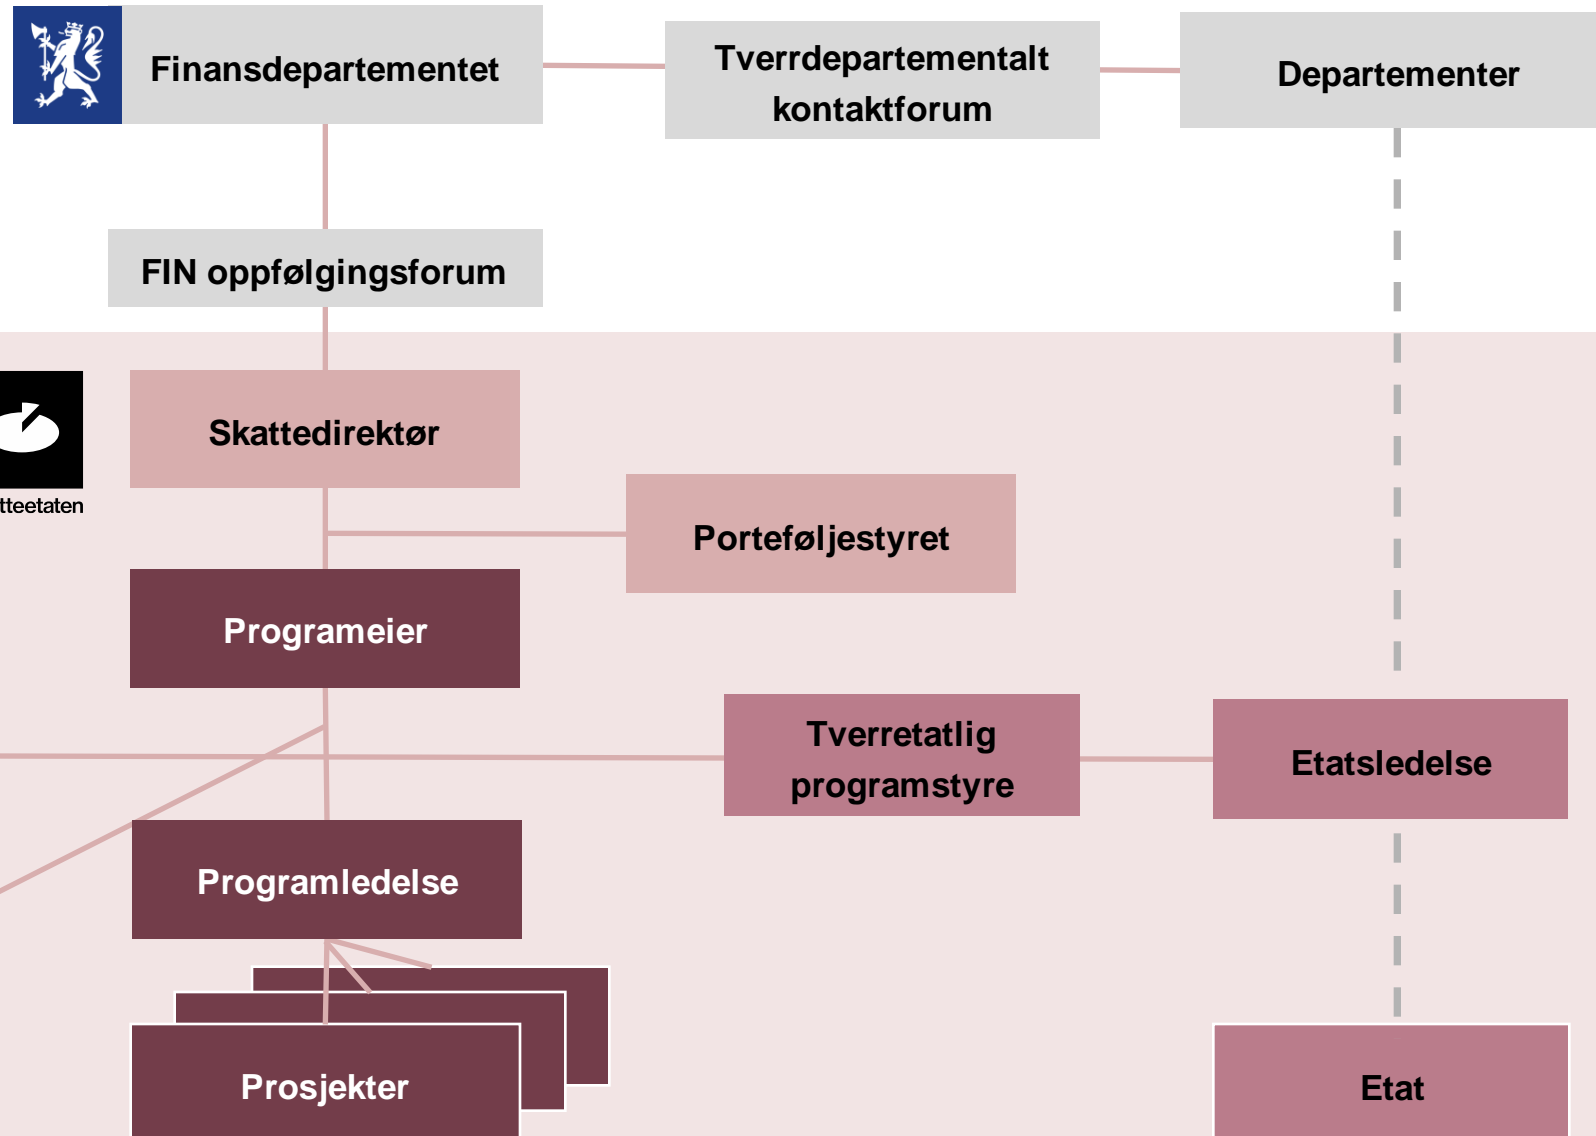 Finansdepartementet
Tverrdepartementalt
kontaktforum
Departementer
FIN oppfølgingsforum
Skattedirektør
tteetaten
Porteføljestyret
Programeier
Tverretatlig
programstyre
Etatsledelse
Programledelse
Prosjekter
Etat